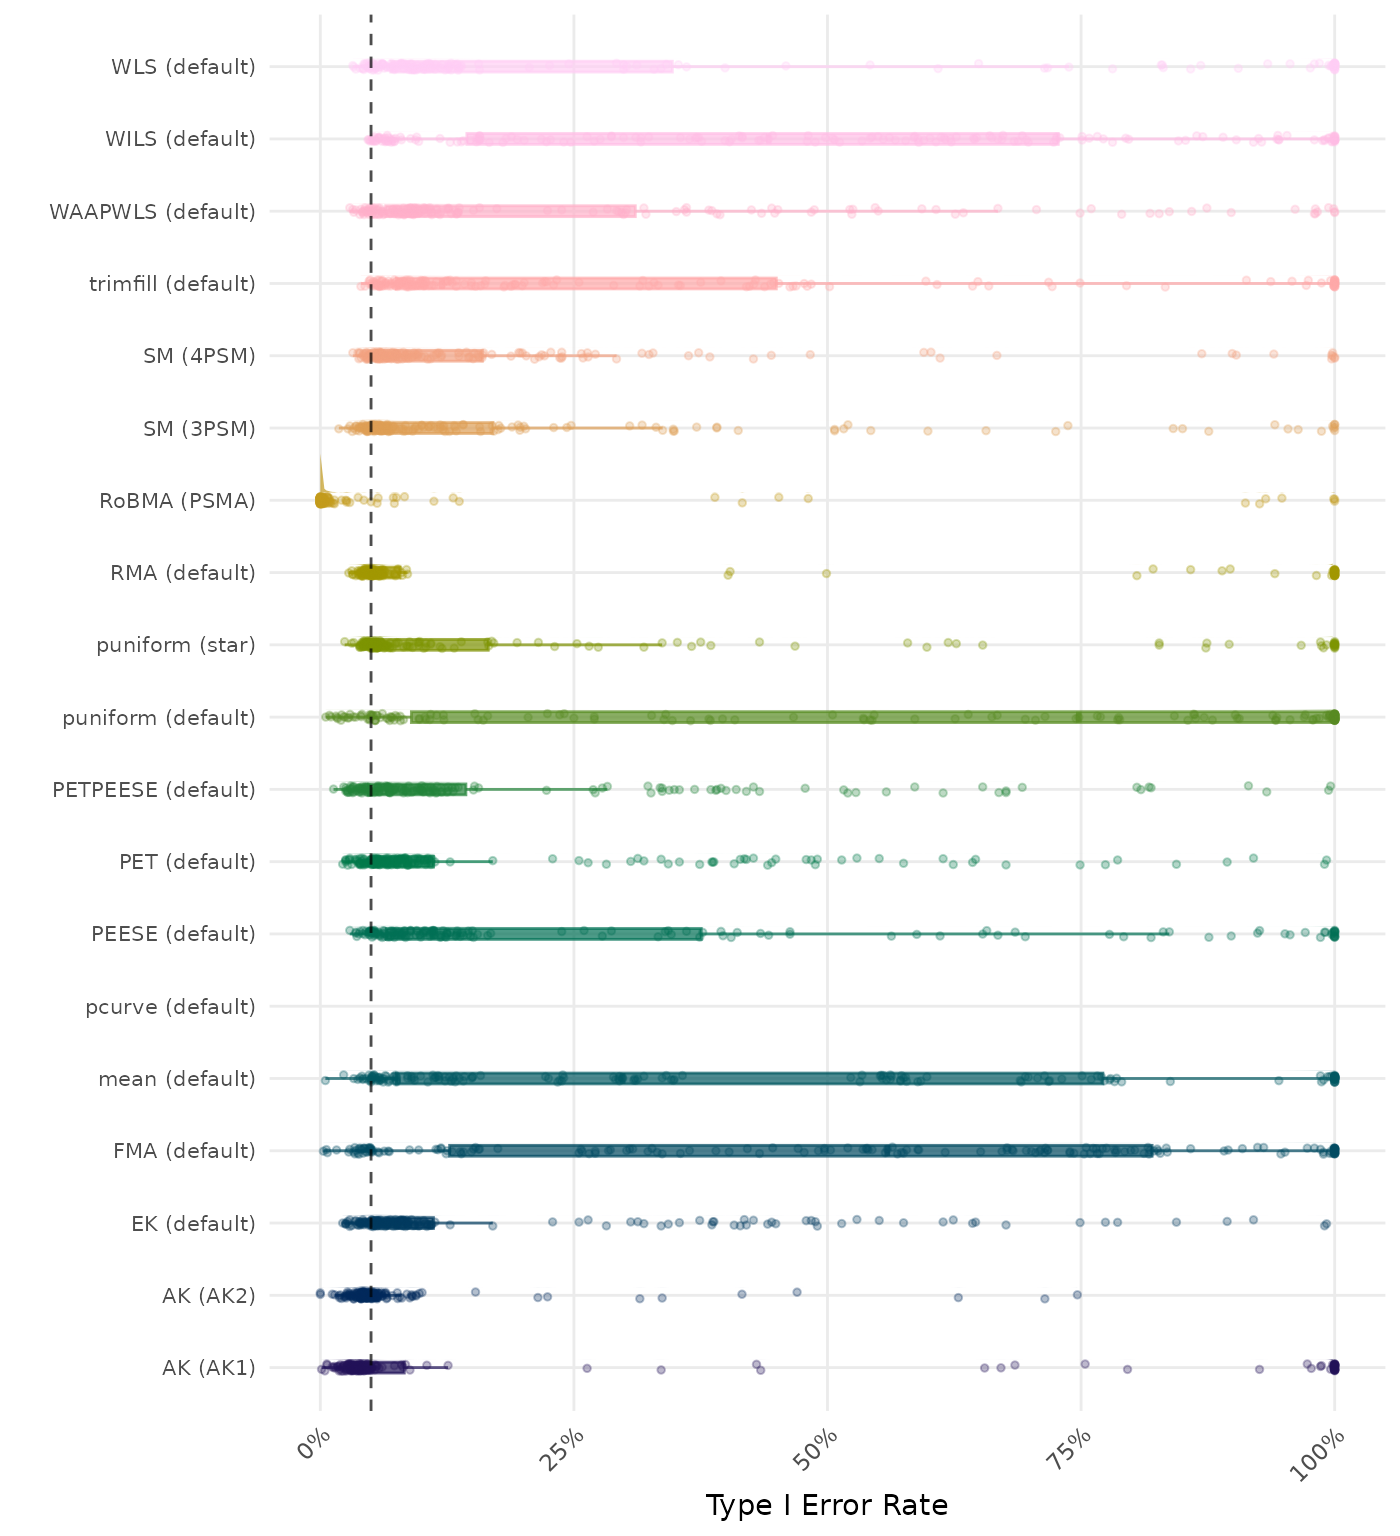 WLS (default)
WILS (default)
WAAPWLS (default)
trimfill (default)
SM (4PSM)
SM (3PSM)
RoBMA (PSMA)
RMA (default)
puniform (star)
puniform (default)
PETPEESE (default)
PET (default)
PEESE (default)
pcurve (default)
mean (default)
FMA (default)
EK (default)
AK (AK2)
AK (AK1)
0%
25%
50%
75%
100%
Type I Error Rate